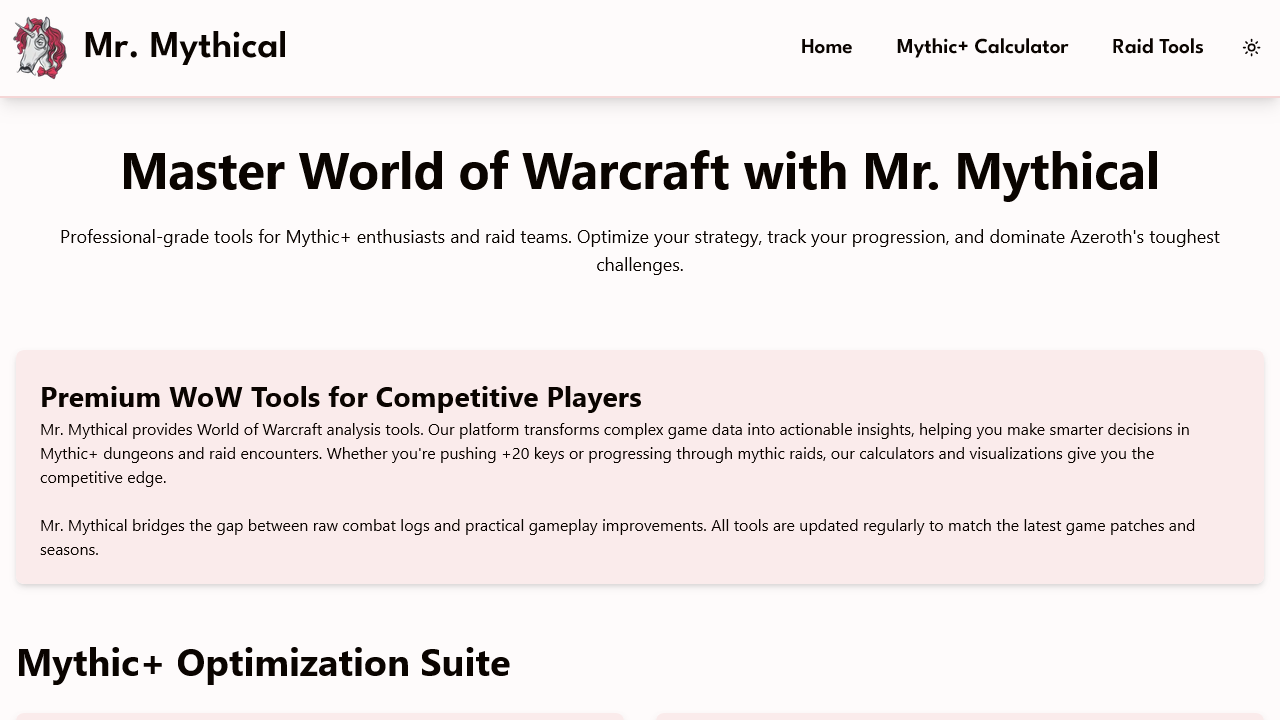 Mr. Mythical
Home
Mythic+ Calculator
Raid Tools
Master World of Warcraft with Mr. Mythical
Professional-grade tools for Mythic+ enthusiasts and raid teams. Optimize your strategy, track your progression, and dominate Azeroth's toughest
challenges.
Premium WoW Tools for Competitive Players
Mr. Mythical provides World of Warcraft analysis tools. Our platform transforms complex game data into actionable insights, helping you make smarter decisions in
Mythic+ dungeons and raid encounters. Whether you're pushing +20 keys or progressing through mythic raids, our calculators and visualizations give you the
competitive edge.
Mr. Mythical bridges the gap between raw combat logs and practical gameplay improvements. All tools are updated regularly to match the latest game patches and
seasons.
Mythic+ Optimization Suite